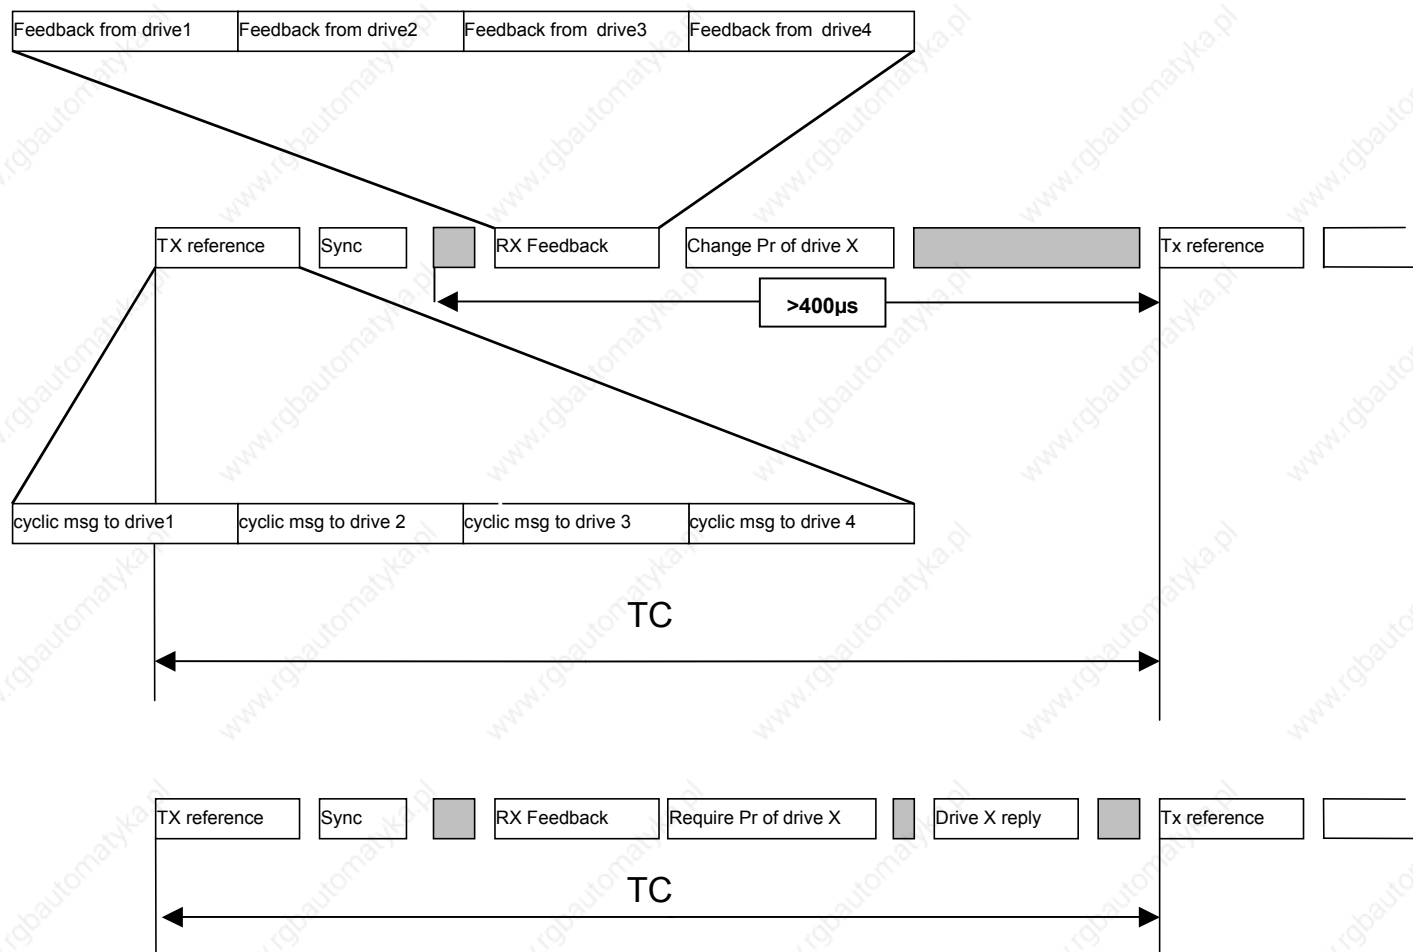 Feedback from drive1 Feedback from drive2 Feedback from drive3 Feedback from drive4
TX reference Sync RX Feedback Change Pr of drive X Tx reference
>400µs
cyclic msg to drive1 cyclic msg to drive 2 cyclic msg to drive 3 cyclic msg to drive 4
TC
TX reference Sync RX Feedback Require Pr of drive X Drive X reply Tx reference
TC
www.rgbautomatyka.pl